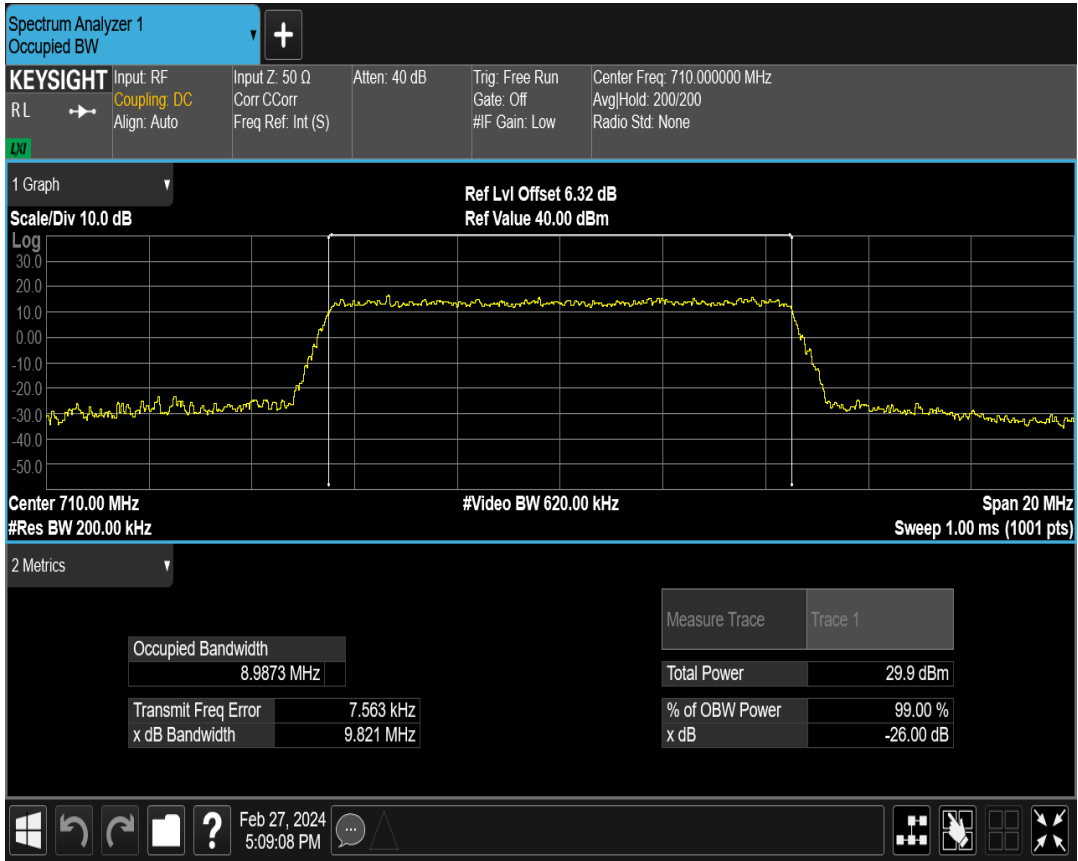 Spectrum Analyzer 1
Occupied BW
+
KEYSIGHT
R L
LXI
Input: RF
Coupling: DC
Align: Auto
Input Z: 50 Ω
Corr CCorr
Freq Ref: Int (S)
Atten: 40 dB
Trig: Free Run
Gate: Off
#IF Gain: Low
Center Freq: 710.000000 MHz
Avg|Hold: 200/200
Radio Std: None
1 Graph
Scale/Div 10.0 dB
Ref Lvl Offset 6.32 dB
Ref Value 40.00 dBm
Log
30.0
20.0
10.0
0.00
-10.0
-20.0
-30.0
-40.0
-50.0
Center 710.00 MHz
#Video BW 620.00 kHz
Span 20 MHz
#Res BW 200.00 kHz
Sweep 1.00 ms (1001 pts)
2 Metrics
Occupied Bandwidth
8.9873 MHz
Transmit Freq Error 7.563 kHz
x dB Bandwidth 9.821 MHz
Measure Trace Trace 1
Total Power 29.9 dBm
% of OBW Power 99.00 %
x dB -26.00 dB
?
Feb 27, 2024
5:09:08 PM